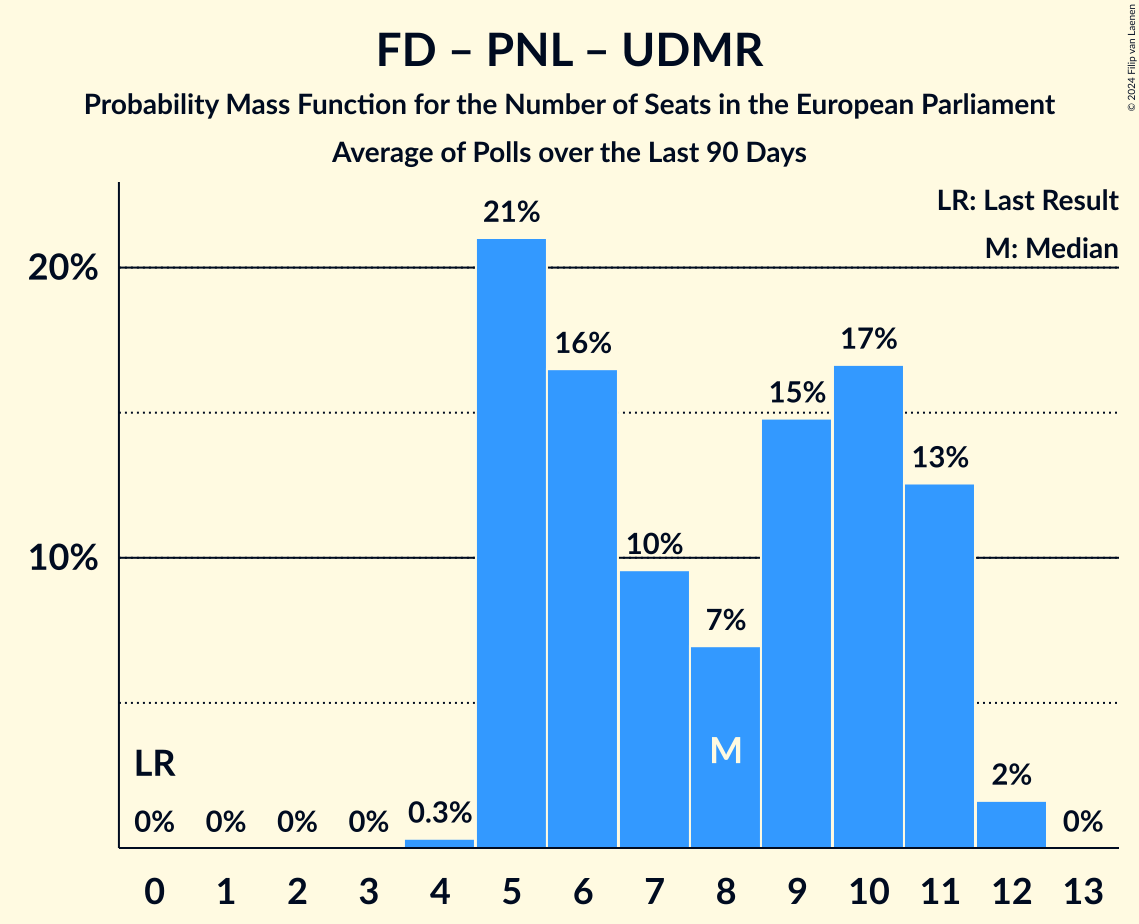 FD – PNL – UDMR
Probability Mass Function for the Number of Seats in the European Parliament
Average of Polls over the Last 90 Days
© 2024 Filip van Laenen
LR: Last Result
M: Median
20%
10%
21%
16%
10%
7%
15%
17%
13%
2%
0.3%
0%
0%
0%
0%
0%
LR
M
0 1 2 3 4 5 6 7 8 9 10 11 12 13